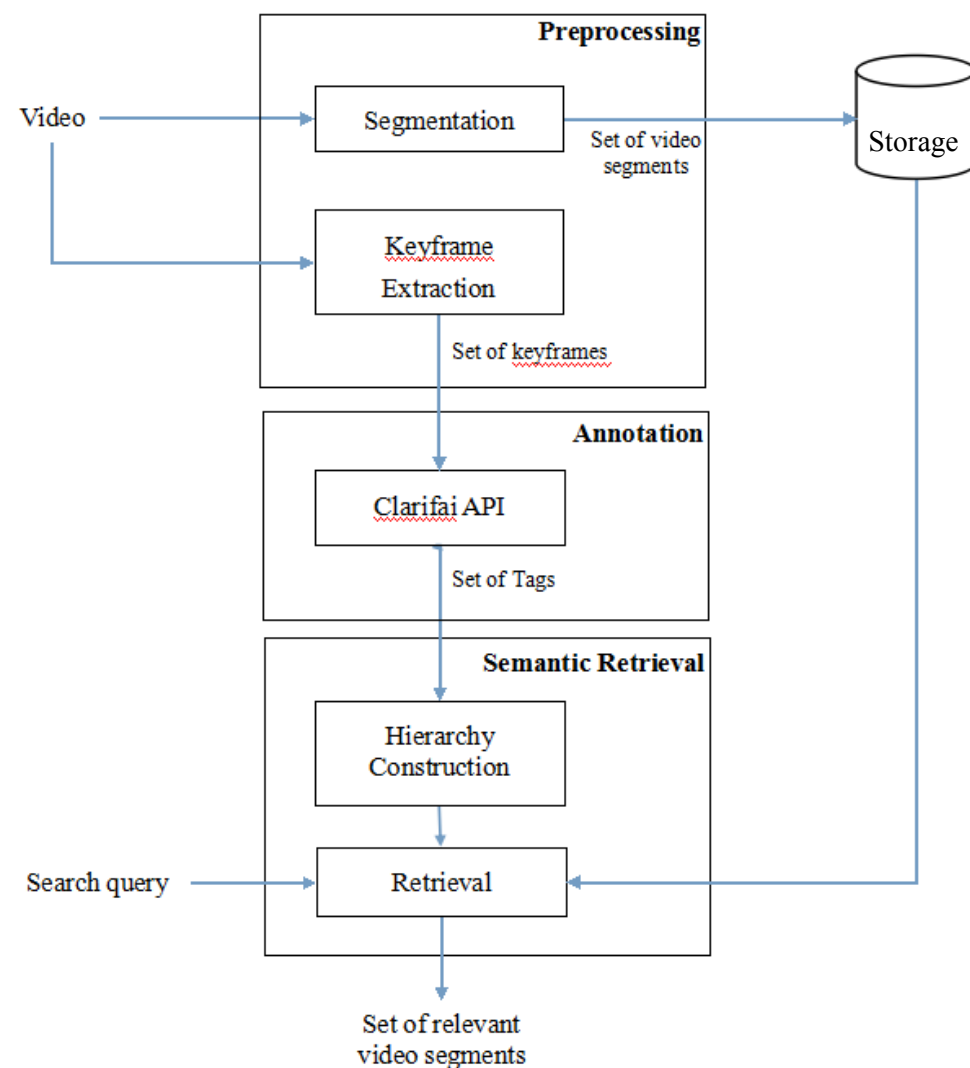 Preprocessing
Video
Segmentation
Set of video
segments
Storage
Keyframe
Extraction
Set of keyframes
Annotation
Clarifai API
Set of Tags
Semantic Retrieval
Hierarchy
Construction
Search query
Retrieval
Set of relevant
video segments